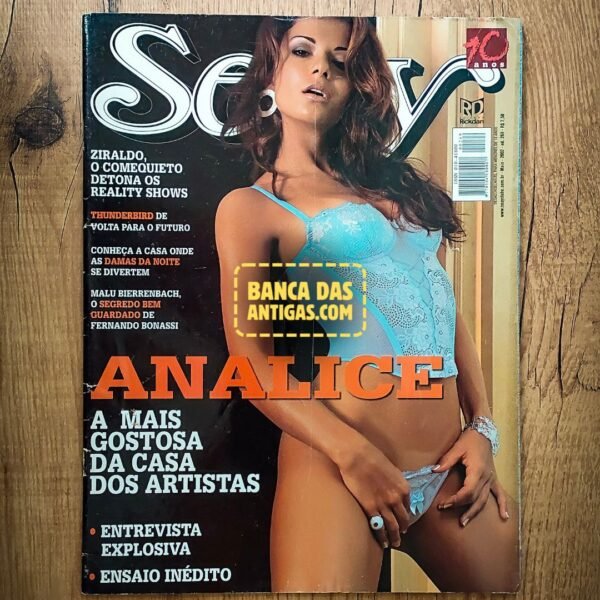 Sexy
10
anos
RD
Rickdan
ZIRALDO,
O COMEQUIETO
DETONA OS
REALITY SHOWS
THUNDERBIRD DE
VOLTA PARA O FUTURO
CONHEÇA A CASA ONDE
AS DAMAS DA NOITE
SE DIVERTEM
MALU BIERRENBACH,
O SEGREDO BEM
GUARDADO DE
FERNANDO BONASSI
BANCA DAS
ANTIGAS.COM
ANALICE
A MAIS
GOSTOSA
DA CASA
DOS ARTISTAS
• ENTREVISTA
EXPLOSIVA
• ENSAIO INÉDITO